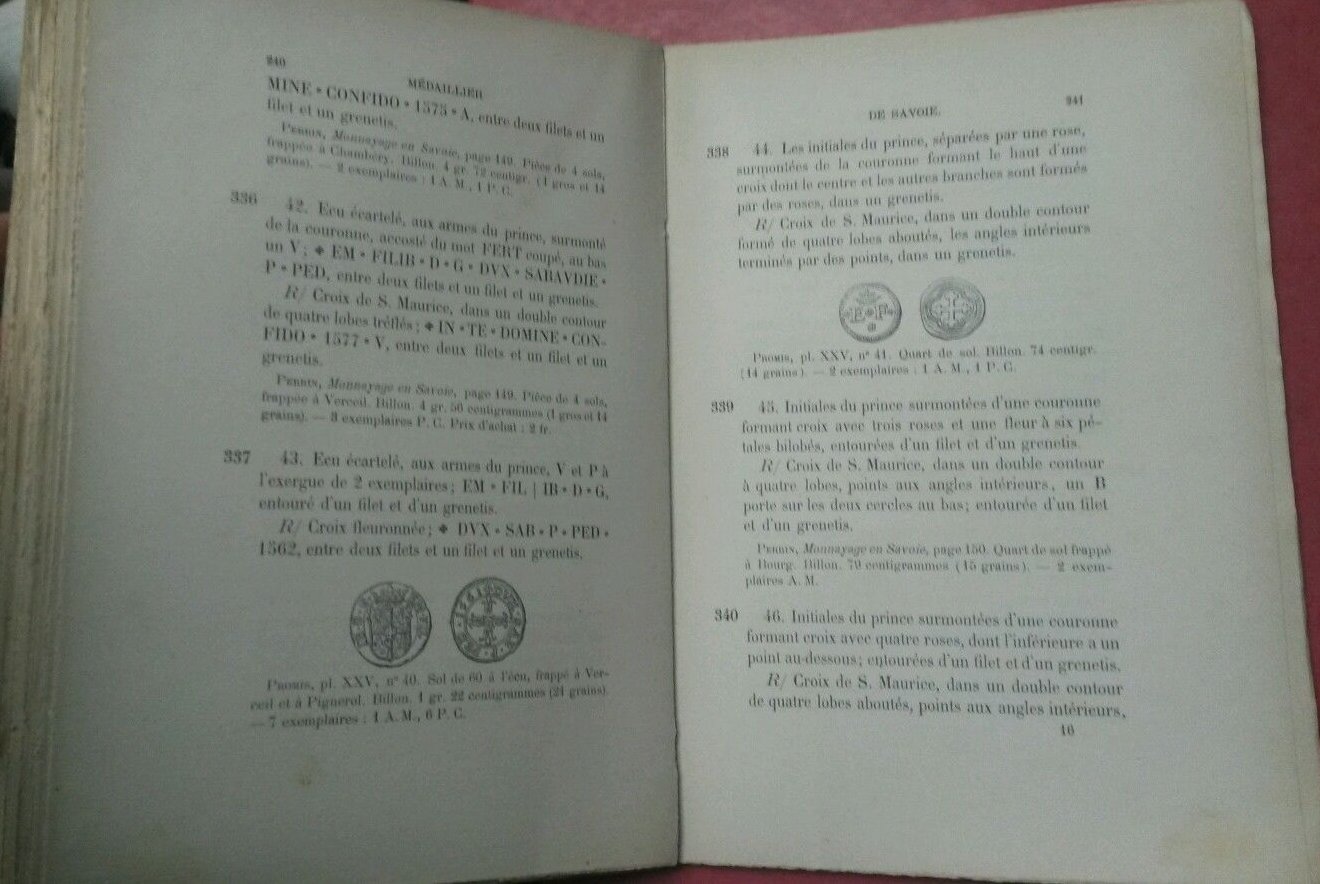 240
MÉDAILLIER
MINE * CONFIDO * 1575 * A, entre deux filets et un
filet et un grenetis.
PERRIN, Monnayage en Savoie, page 149. Pièce de 4 sols,
frappée à Chambéry. Billon. 4 gr. 72 centigr. (1 gros et 14
grains). — 2 exemplaires : 1 A. M., 1 P. C.
336 42. Ecu écartelé, aux armes du prince, surmonté
de la couronne, accosté du mot FERT coupé, au bas
un V; ✦ EM * FILIB * D * G * DVX * SABAVDIE *
P * PED, entre deux filets et un filet et un grenetis.
R/ Croix de S. Maurice, dans un double contour
de quatre lobes tréflés; ✦ IN * TE * DOMINE * CON-
FIDO * 1577 * V, entre deux filets et un filet et un
grenetis.
PERRIN, Monnayage en Savoie, page 149. Pièce de 4 sols,
frappée à Verceil. Billon. 4 gr. 50 centigrammes (1 gros et 14
grains). — 3 exemplaires P. C. Prix d'achat : 2 fr.
337 43. Ecu écartelé, aux armes du prince, V et P à
l'exergue de 2 exemplaires; EM * FIL | IB * D * G,
entouré d'un filet et d'un grenetis.
R/ Croix fleuronnée; ✦ DVX * SAB * P * PED *
1562, entre deux filets et un filet et un grenetis.
PROMIS, pl. XXV, n° 40. Sol de 60 à l'écu, frappé à Ver-
ceil et à Pignerol. Billon. 1 gr. 22 centigrammes (21 grains).
— 7 exemplaires : 1 A. M., 6 P. C.
DE SAVOIE.
241
338 44. Les initiales du prince, séparées par une rose,
surmontées de la couronne formant le haut d'une
croix dont le centre et les autres branches sont formés
par des roses, dans un grenetis.
R/ Croix de S. Maurice, dans un double contour
formé de quatre lobes aboutés, les angles intérieurs
terminés par des points, dans un grenetis.
E * F
PROMIS, pl. XXV, n° 41. Quart de sol. Billon. 74 centigr.
(14 grains). — 2 exemplaires : 1 A. M., 1 P. C.
339 45. Initiales du prince surmontées d'une couronne
formant croix avec trois roses et une fleur à six pé-
tales bilobés, entourées d'un filet et d'un grenetis.
R/ Croix de S. Maurice, dans un double contour
à quatre lobes, points aux angles intérieurs, un B
porte sur les deux cercles au bas; entourée d'un filet
et d'un grenetis.
PERRIN, Monnayage en Savoie, page 150. Quart de sol frappé
à Bourg. Billon. 79 centigrammes (15 grains). — 2 exem-
plaires A. M.
340 46. Initiales du prince surmontées d'une couronne
formant croix avec quatre roses, dont l'inférieure a un
point au-dessous; entourées d'un filet et d'un grenetis.
R/ Croix de S. Maurice, dans un double contour
de quatre lobes aboutés, points aux angles intérieurs,
16